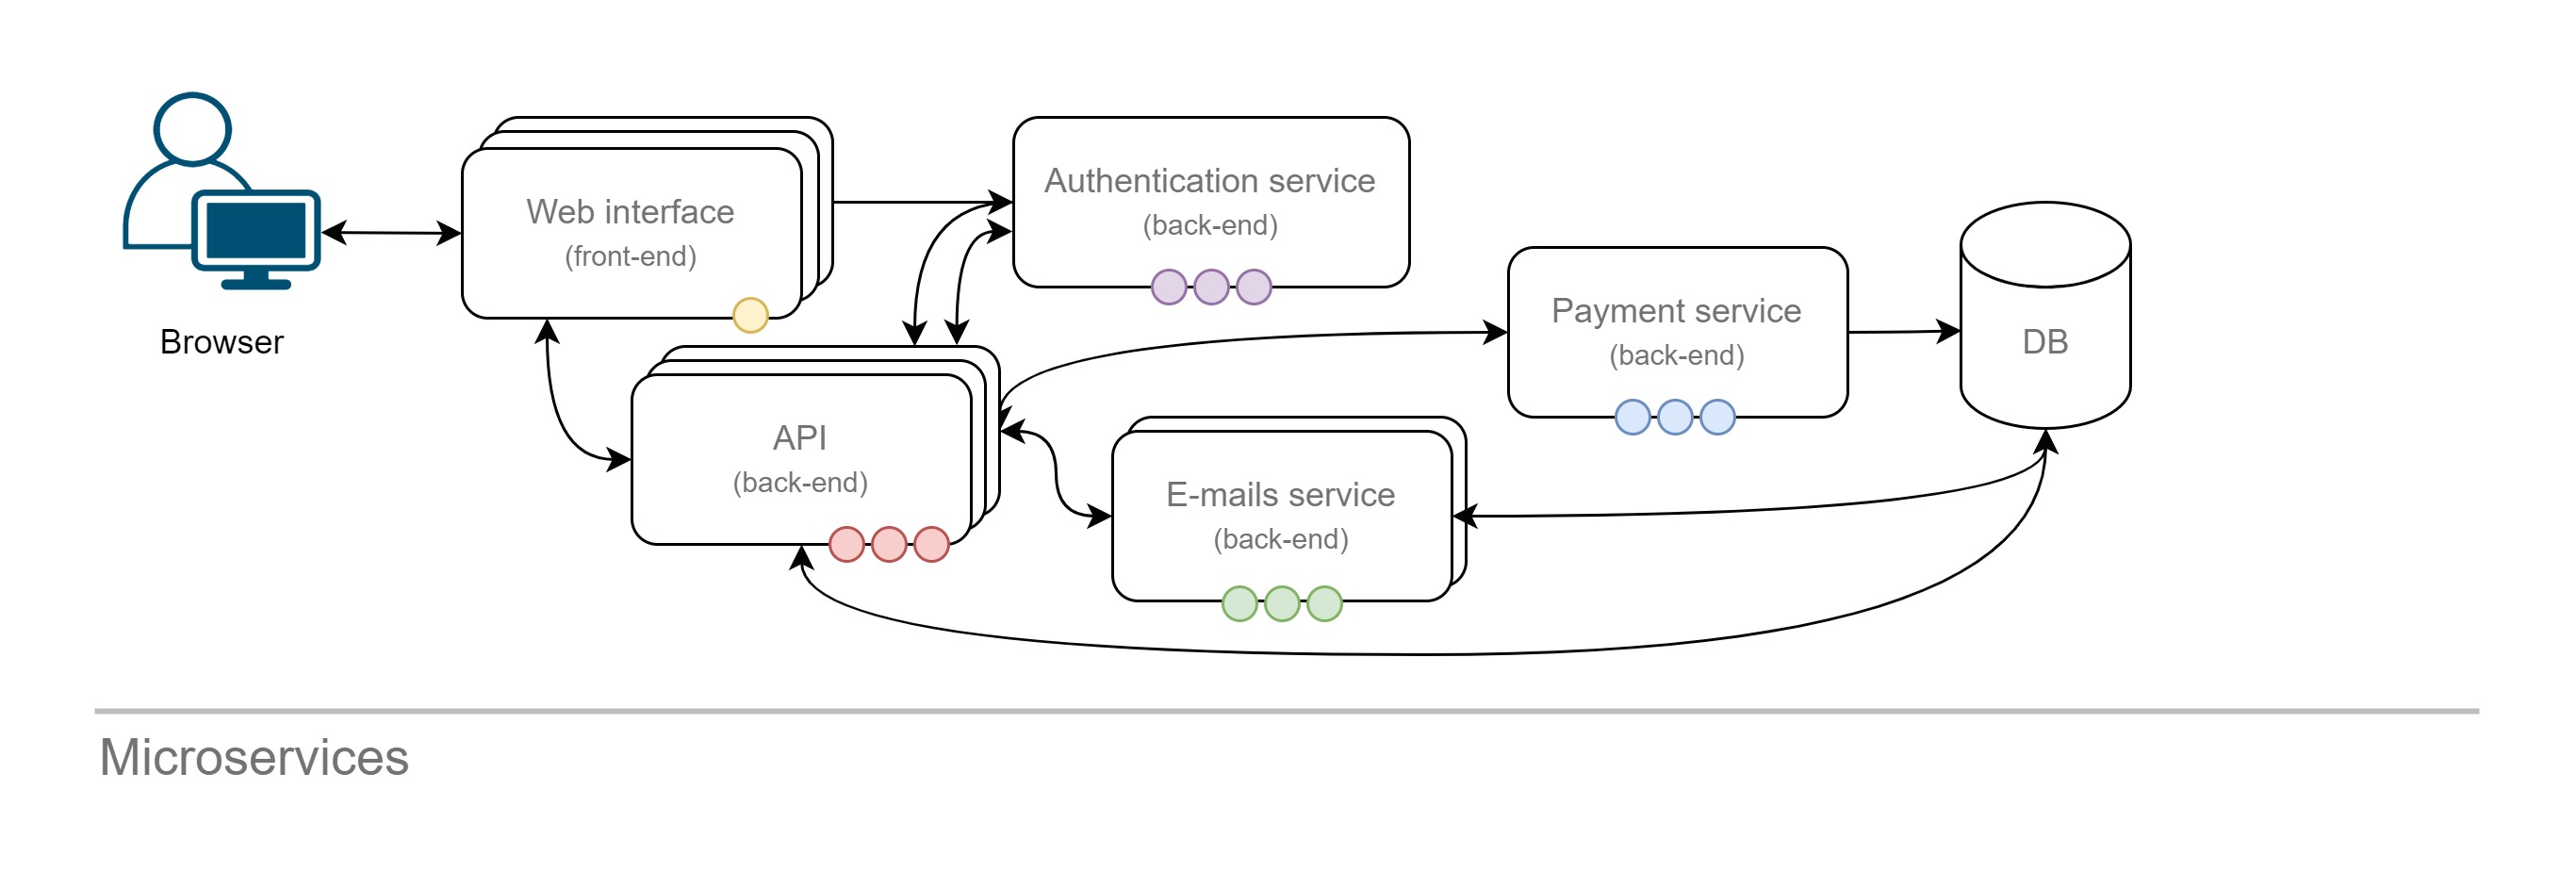 Browser
Web interface
(front-end)
Authentication service
(back-end)
API
(back-end)
E-mails service
(back-end)
Payment service
(back-end)
DB
Microservices